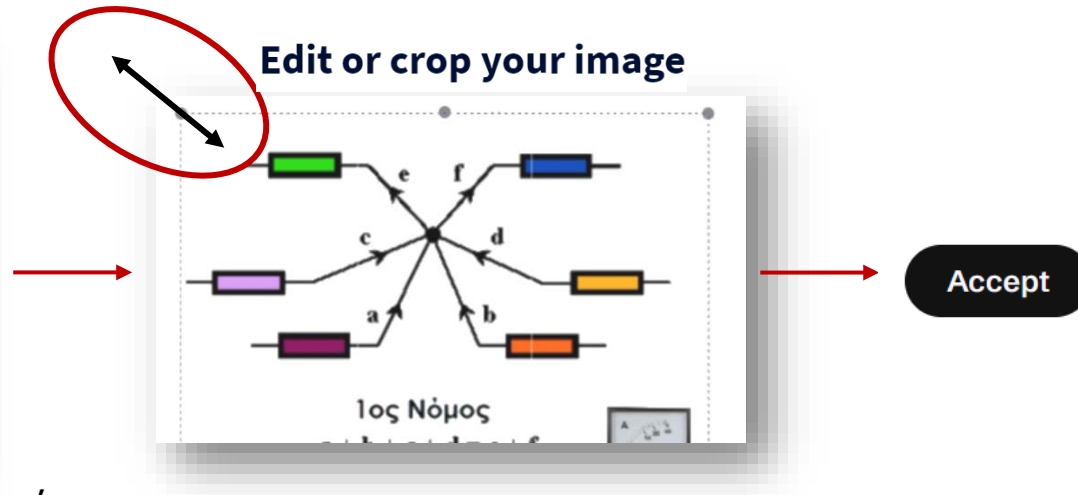 Edit or crop your image
e f
c d
Accept
a b
1ος Νόμος
A